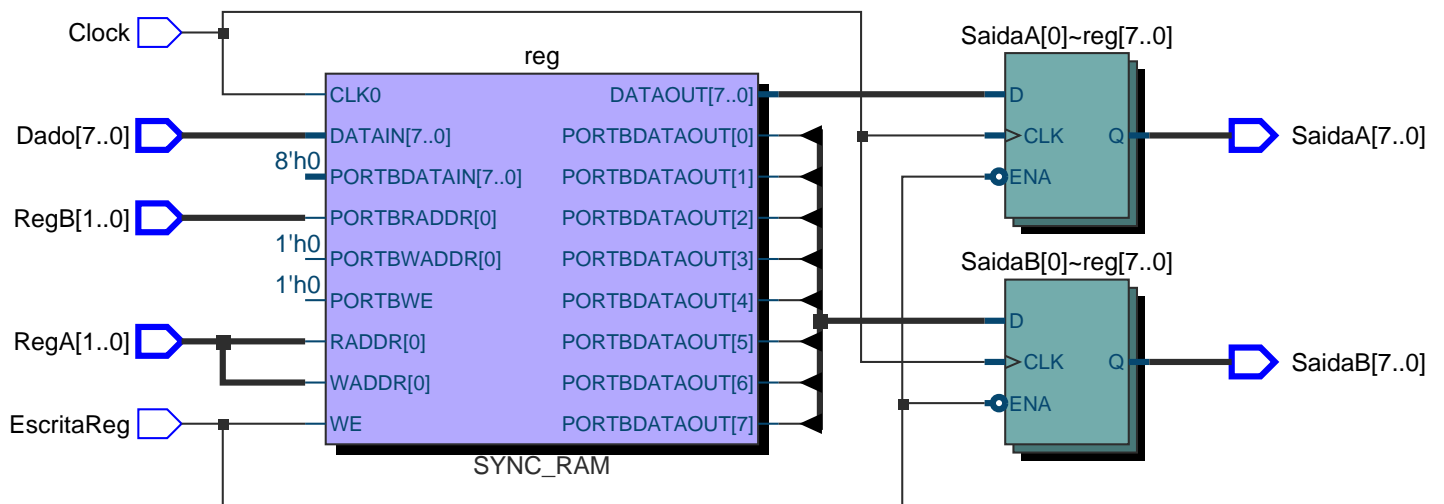 Clock
Dado[7..0]
RegB[1..0]
RegA[1..0]
EscritaReg
8'h0
1'h0
1'h0
reg
CLK0
DATAIN[7..0]
PORTBDATAIN[7..0]
PORTBRADDR[0]
PORTBWADDR[0]
PORTBWE
RADDR[0]
WADDR[0]
WE
DATAOUT[7..0]
PORTBDATAOUT[0]
PORTBDATAOUT[1]
PORTBDATAOUT[2]
PORTBDATAOUT[3]
PORTBDATAOUT[4]
PORTBDATAOUT[5]
PORTBDATAOUT[6]
PORTBDATAOUT[7]
SYNC_RAM
SaidaA[0]~reg[7..0]
D
CLK
ENA
Q
SaidaA[7..0]
SaidaB[0]~reg[7..0]
D
CLK
ENA
Q
SaidaB[7..0]